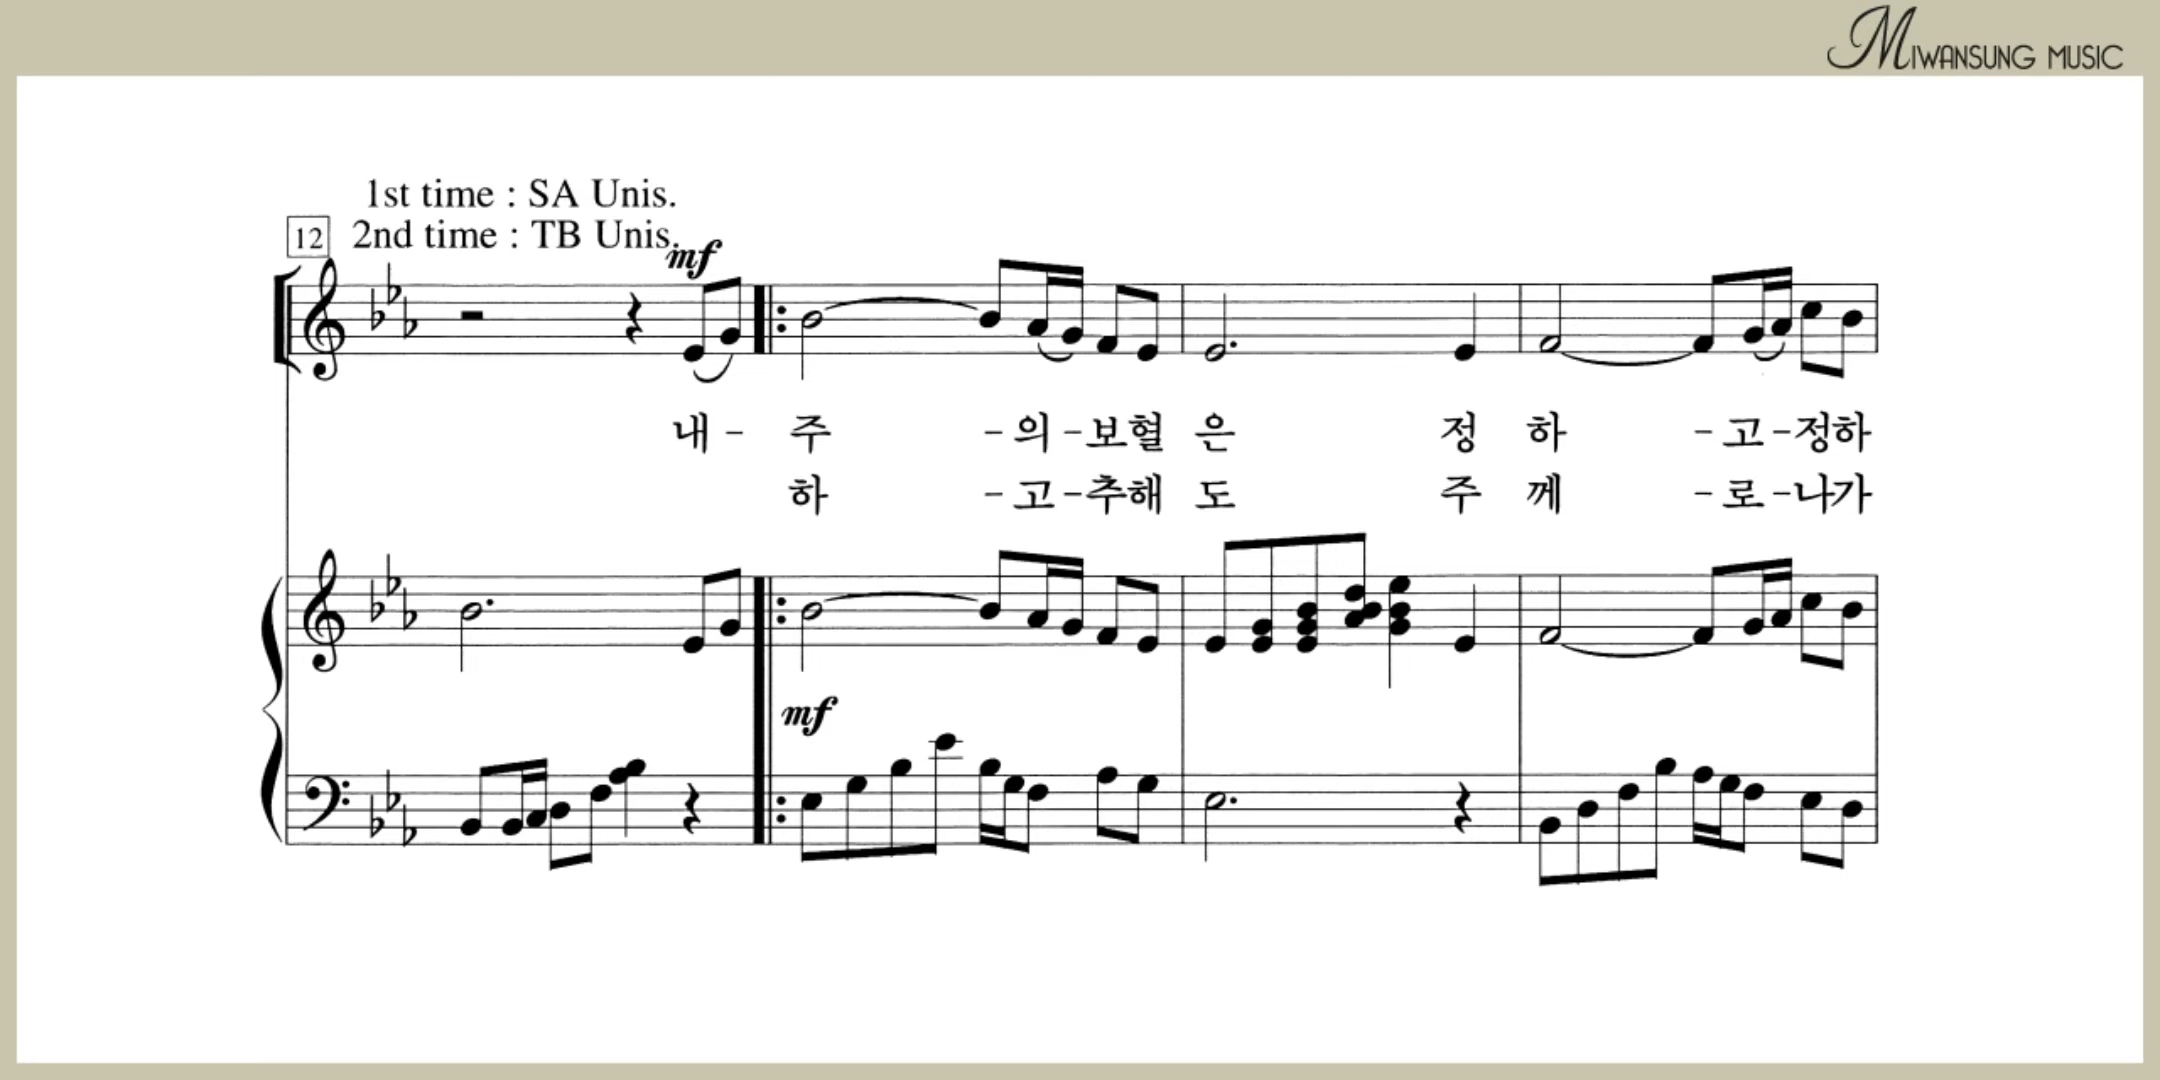 MIWANSUNG MUSIC
1st time : SA Unis.
12 2nd time : TB Unis.
mf
내 - 주 - 의 - 보혈 은 정 하 - 고 - 정하
하 - 고 - 추해 도 주 께 - 로 - 나가
mf